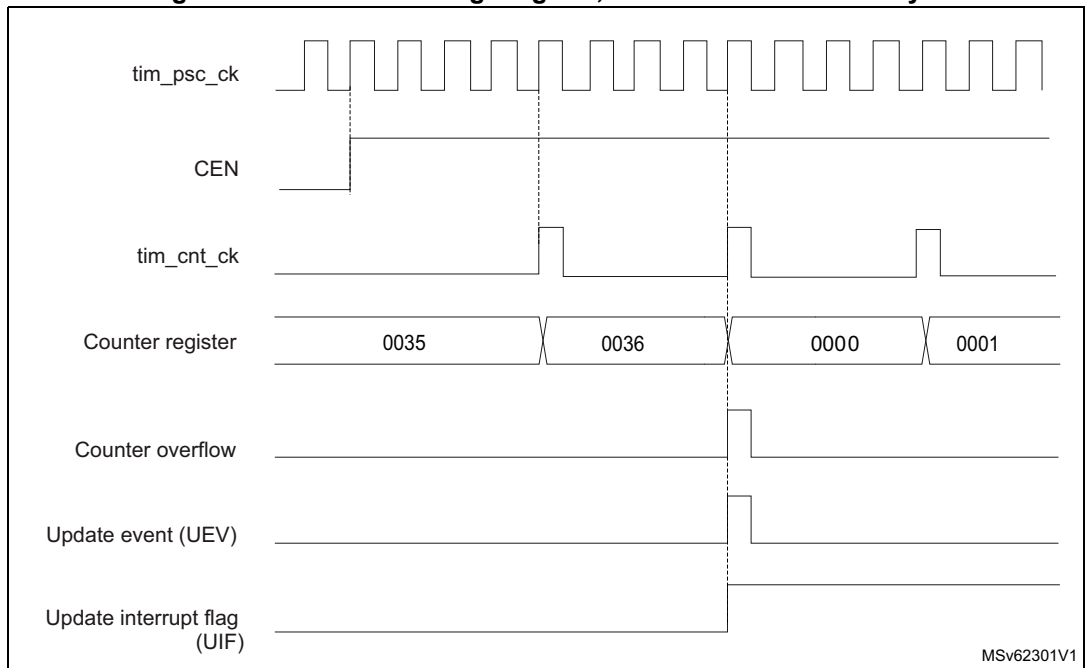 tim_psc_ck
CEN
tim_cnt_ck
Counter register 0035 0036 0000 0001
Counter overflow
Update event (UEV)
Update interrupt flag
(UIF)
MSv62301V1